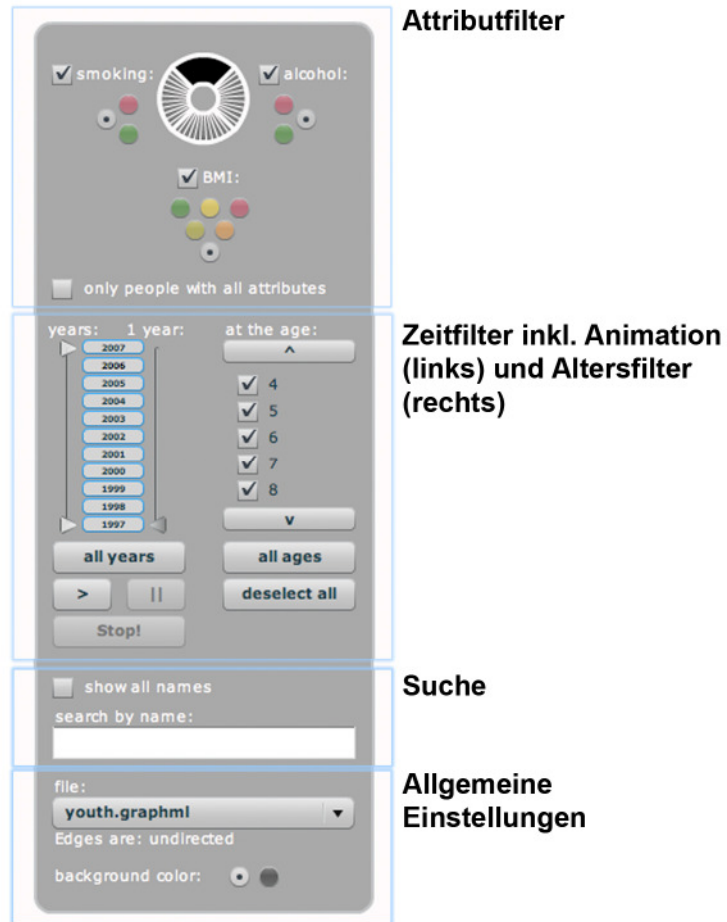 Attributfilter
smoking:
alcohol:
BMI:
only people with all attributes
years: 1 year: at the age:
Zeitfilter inkl. Animation
(links) und Altersfilter
(rechts)
2007
2006
2005
2004
2003
2002
2001
2000
1999
1998
1997
^
4
5
6
7
8
v
all years
all ages
> ||
deselect all
Stop!
show all names
Suche
search by name:
file:
Allgemeine
Einstellungen
youth.graphml
Edges are: undirected
background color: